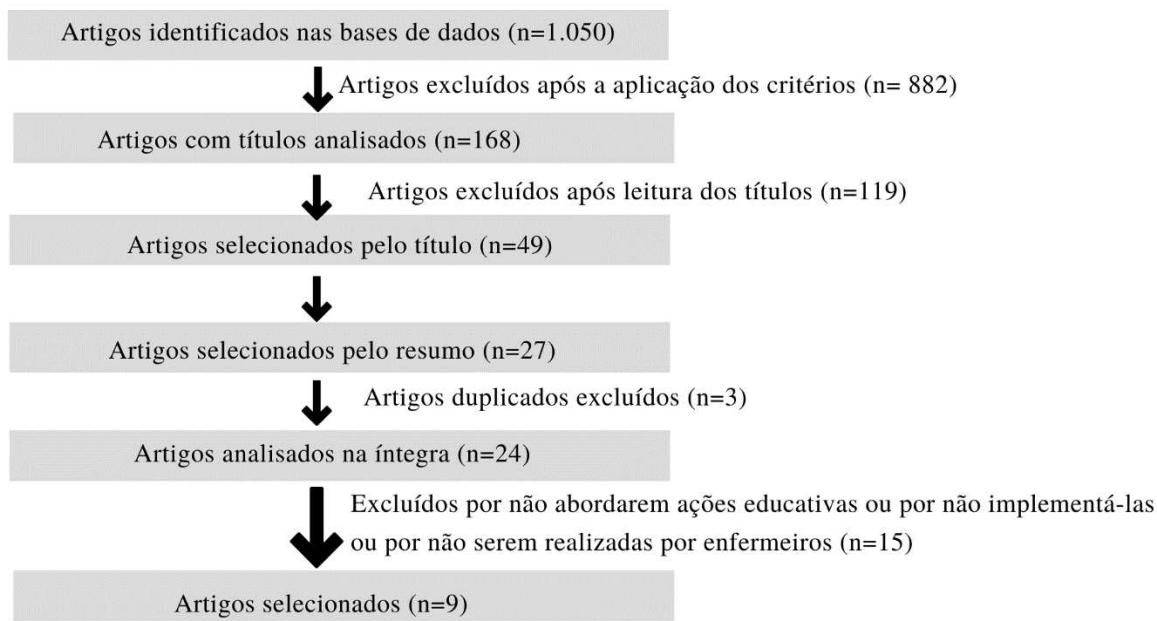 Artigos identificados nas bases de dados (n=1.050)
Artigos excluídos após a aplicação dos critérios (n= 882)
Artigos com títulos analisados (n=168)
Artigos excluídos após leitura dos títulos (n=119)
Artigos selecionados pelo título (n=49)
Artigos selecionados pelo resumo (n=27)
Artigos duplicados excluídos (n=3)
Artigos analisados na íntegra (n=24)
Excluídos por não abordarem ações educativas ou por não implementá-las
ou por não serem realizadas por enfermeiros (n=15)
Artigos selecionados (n=9)